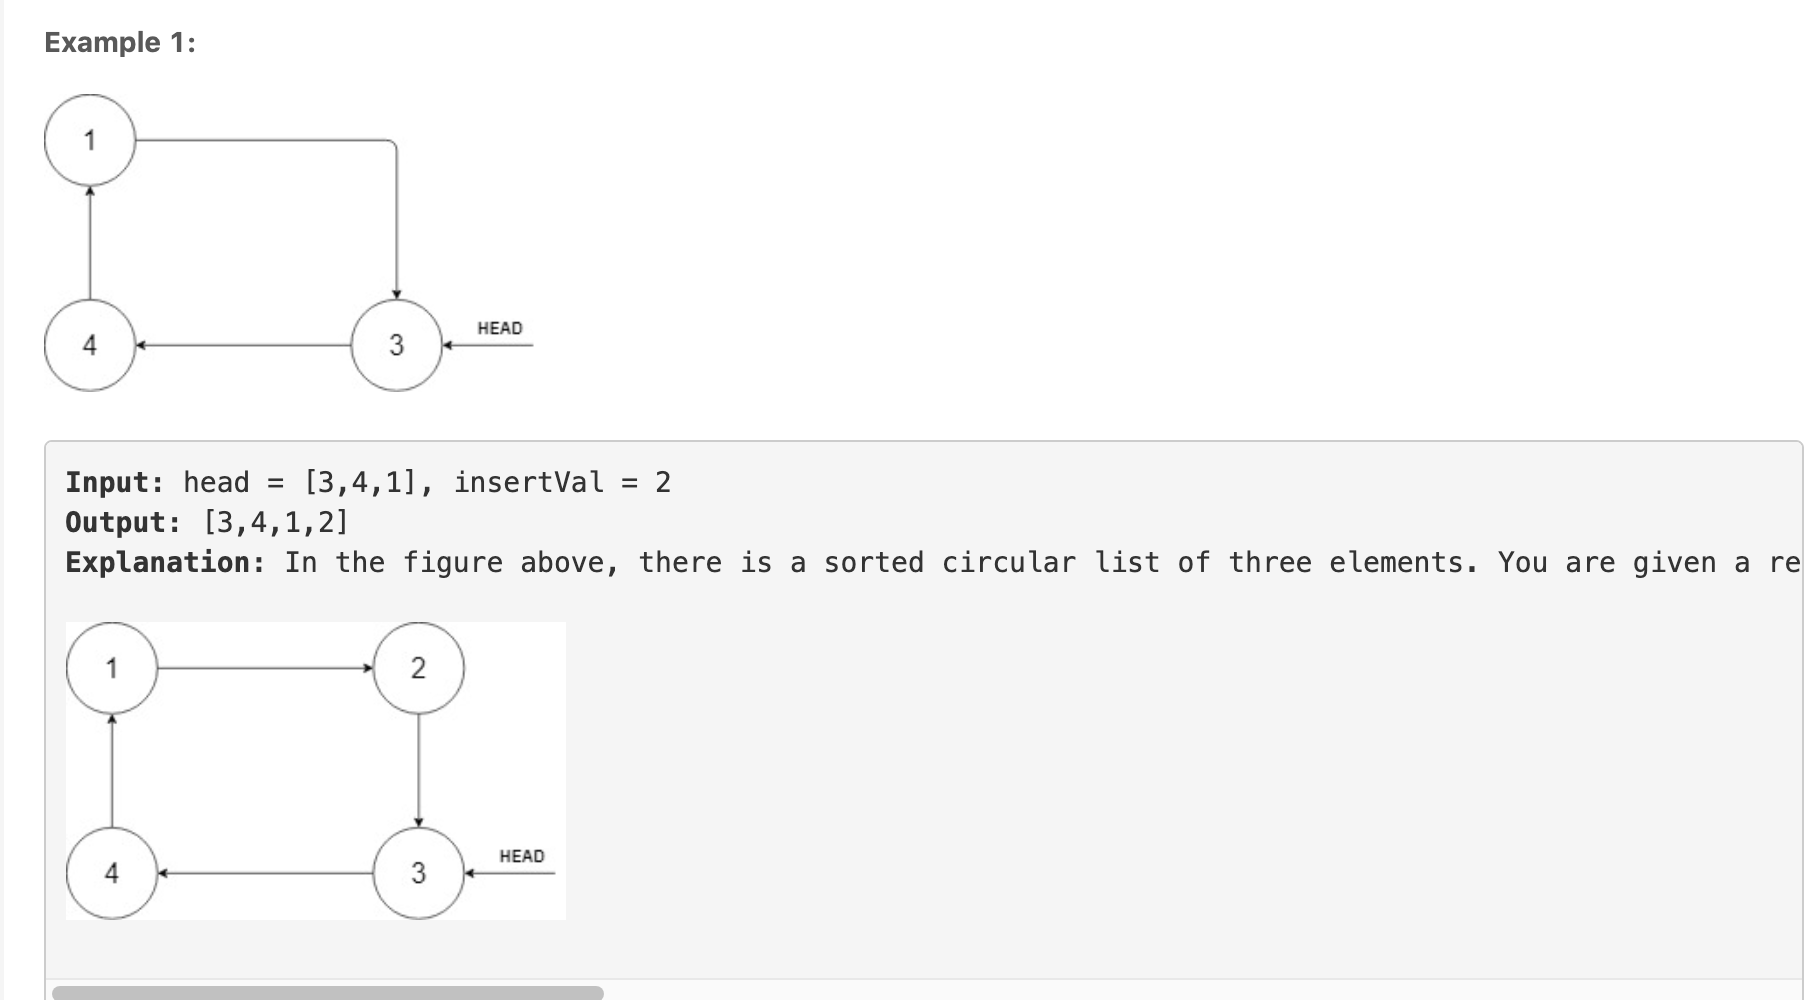 Example 1:
1
4
3
HEAD
Input: head = [3,4,1], insertVal = 2
Output: [3,4,1,2]
Explanation: In the figure above, there is a sorted circular list of three elements. You are given a
1
2
4
3
HEAD